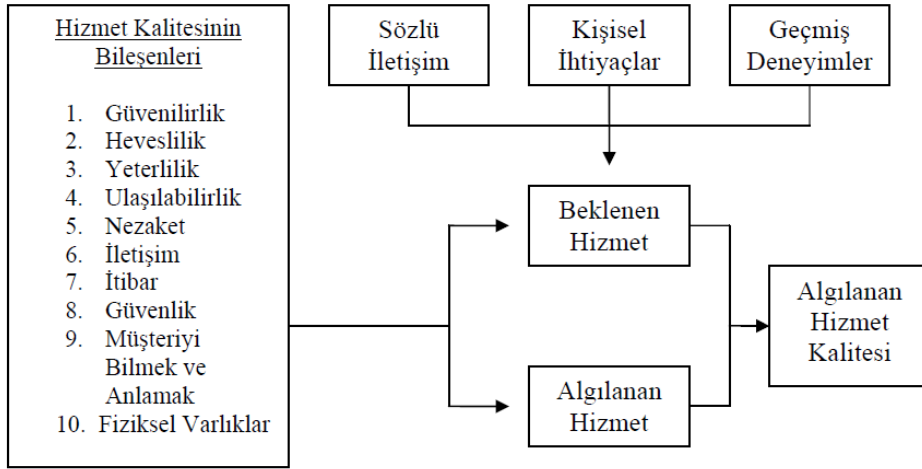 Hizmet Kalitesinin
Bileşenleri
1. Güvenilirlik
2. Heveslilik
3. Yeterlilik
4. Ulaşılabilirlik
5. Nezaket
6. İletişim
7. İtibar
8. Güvenlik
9. Müşteriyi
Bilmek ve
Anlamak
10. Fiziksel Varlıklar
Sözlü
İletişim
Kişisel
İhtiyaçlar
Geçmiş
Deneyimler
Beklenen
Hizmet
Algılanan
Hizmet
Algılanan
Hizmet
Kalitesi